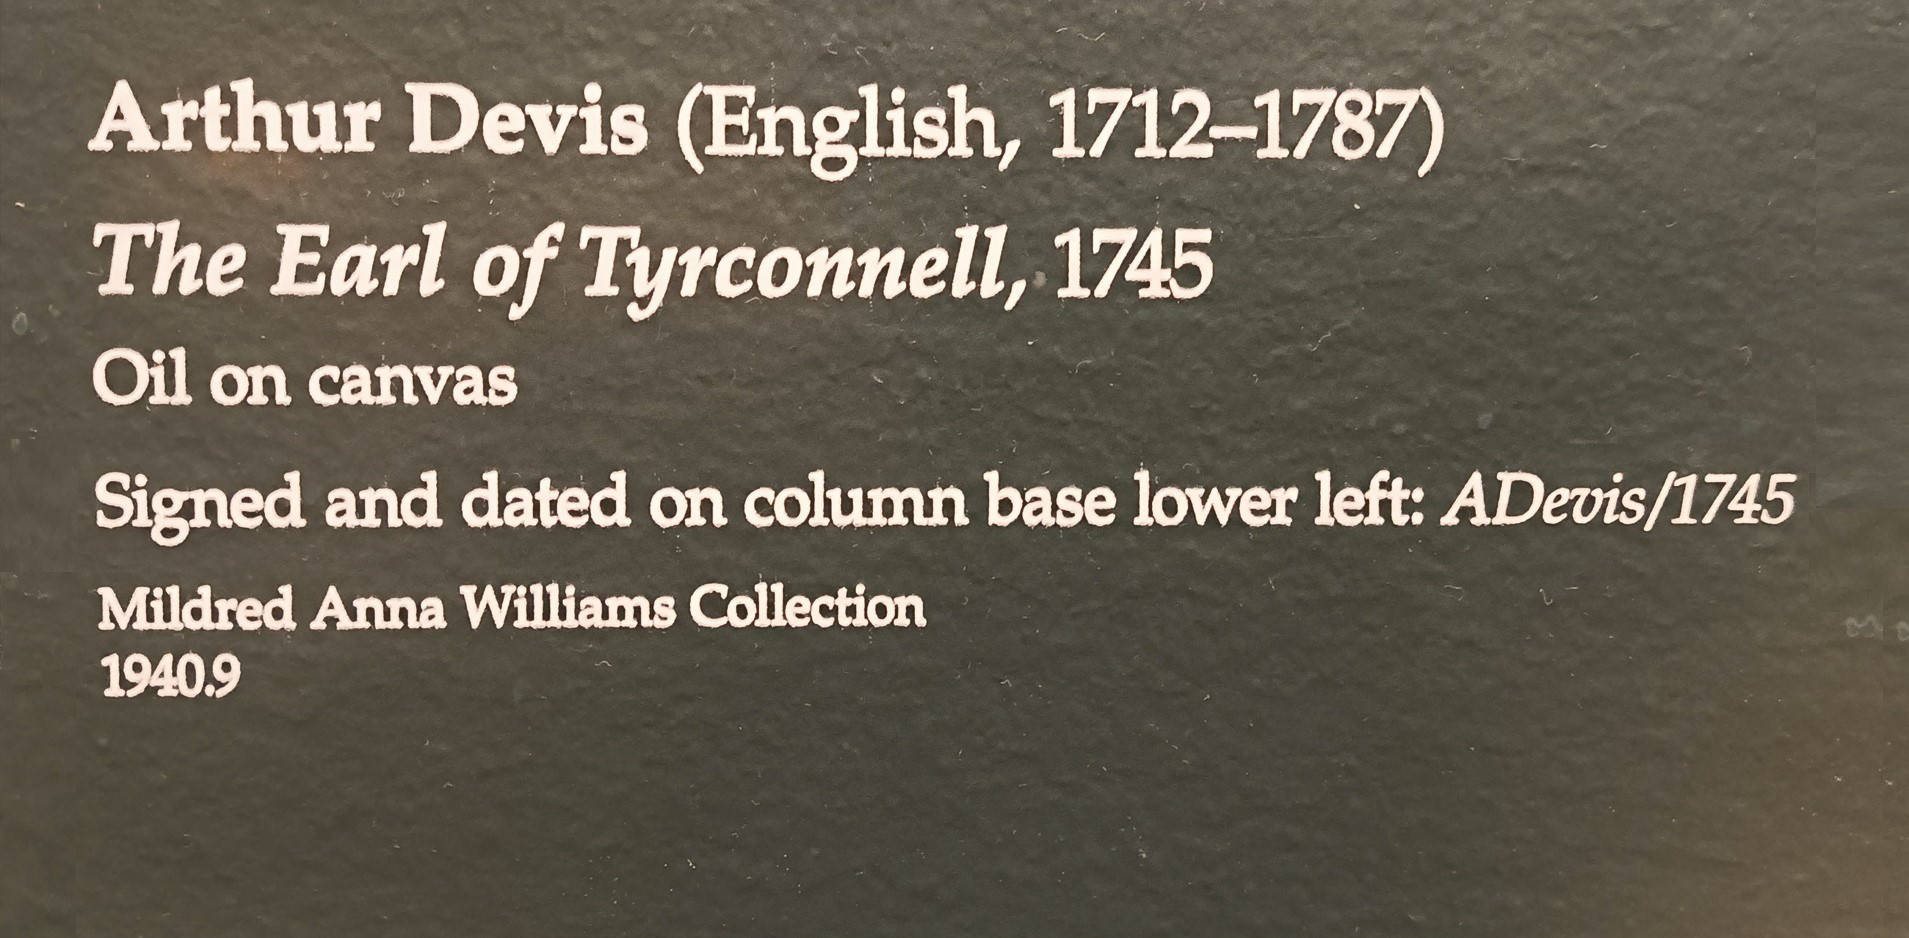 Arthur Devis (English, 1712–1787)
The Earl of Tyrconnell, 1745
Oil on canvas
Signed and dated on column base lower left: ADevis/1745
Mildred Anna Williams Collection
1940.9